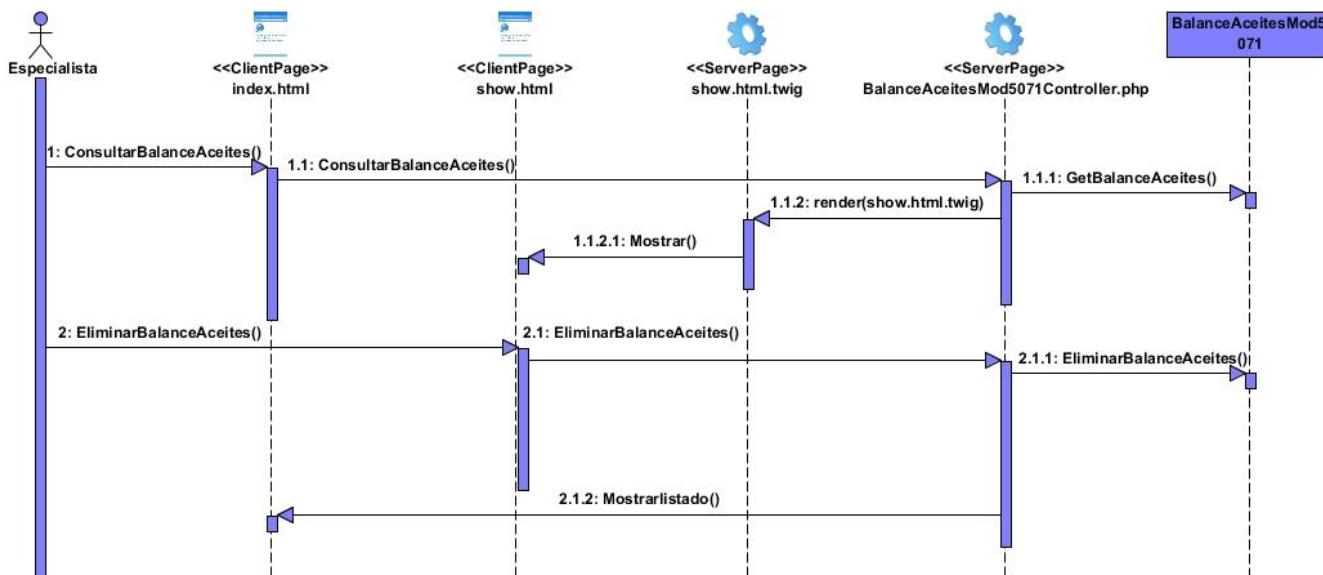 BalanceAceitesMod5
071
Especialista
<<ClientPage>>
index.html
<<ClientPage>>
show.html
<<ServerPage>>
show.html.twig
<<ServerPage>>
BalanceAceitesMod5071Controller.php
1: ConsultarBalanceAceites()
1.1: ConsultarBalanceAceites()
1.1.1: GetBalanceAceites()
1.1.2: render(show.html.twig)
1.1.2.1: Mostrar()
2: EliminarBalanceAceites()
2.1: EliminarBalanceAceites()
2.1.1: EliminarBalanceAceites()
2.1.2: Mostrarlistado()